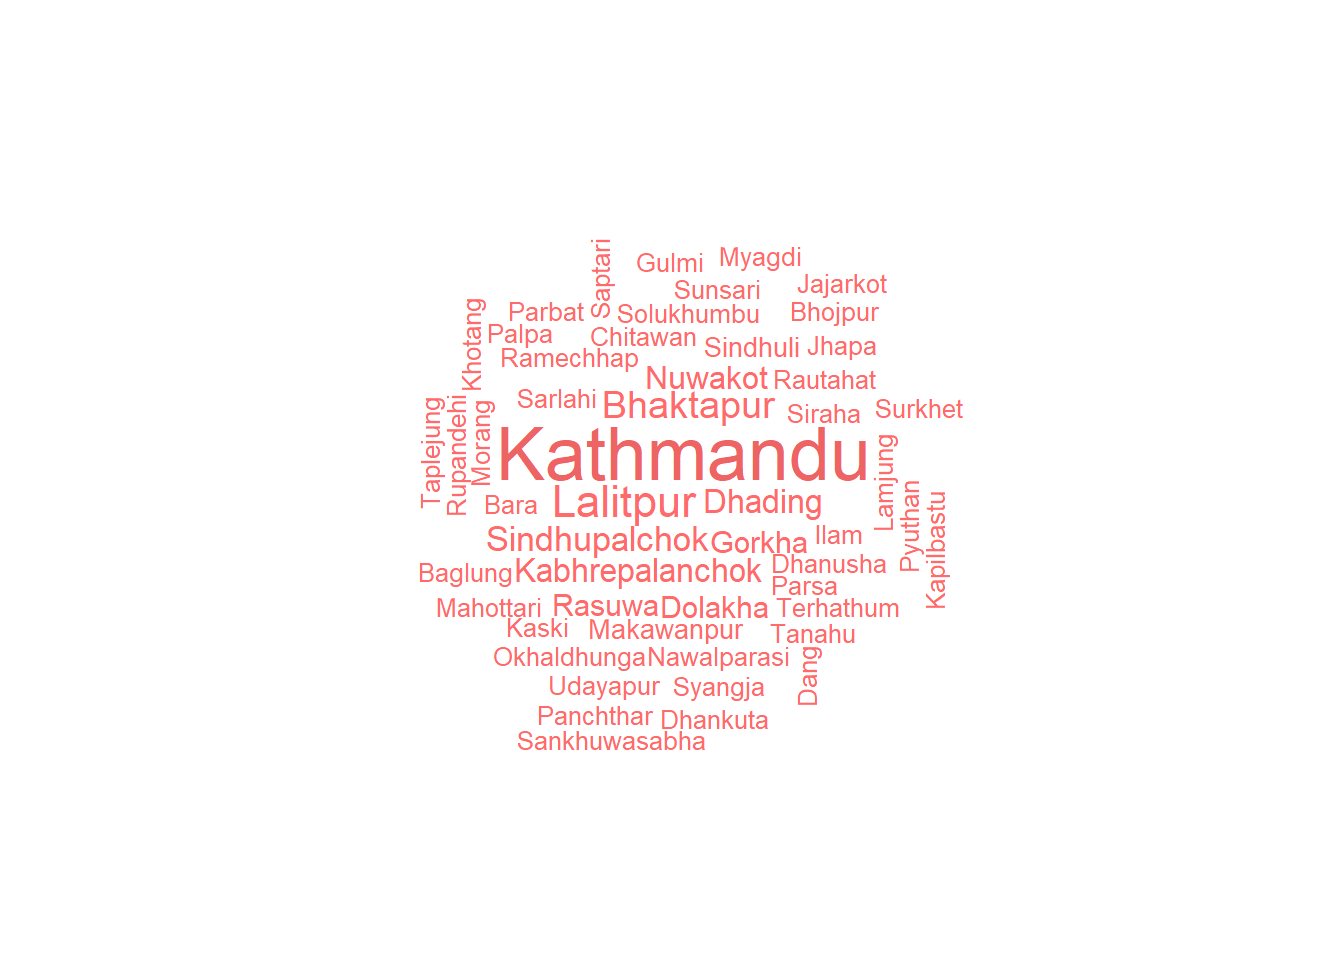 Saptari
Gulmi
Myagdi
Sunsari
Jajarkot
Parbat
Solukhumbu
Bhojpur
Khotang
Palpa
Chitawan
Sindhuli
Jhapa
Ramechhap
Nuwakot
Rautahat
Sarlahi
Bhaktapur
Siraha
Surkhet
Taplejung
Rupandehi
Morang
Kathmandu
Lamjung
Bara
Lalitpur
Dhading
Pyuthan
Kapilbastu
Sindhupalchok
Gorkha
Ilam
Baglung
Kabhrepalanchok
Dhanusha
Parsa
Mahottari
Rasuwa
Dolakha
Terhathum
Kaski
Makawanpur
Tanahu
Okhaldhunga
Nawalparasi
Dang
Udayapur
Syangja
Panchthar
Dhankuta
Sankhuwasabha